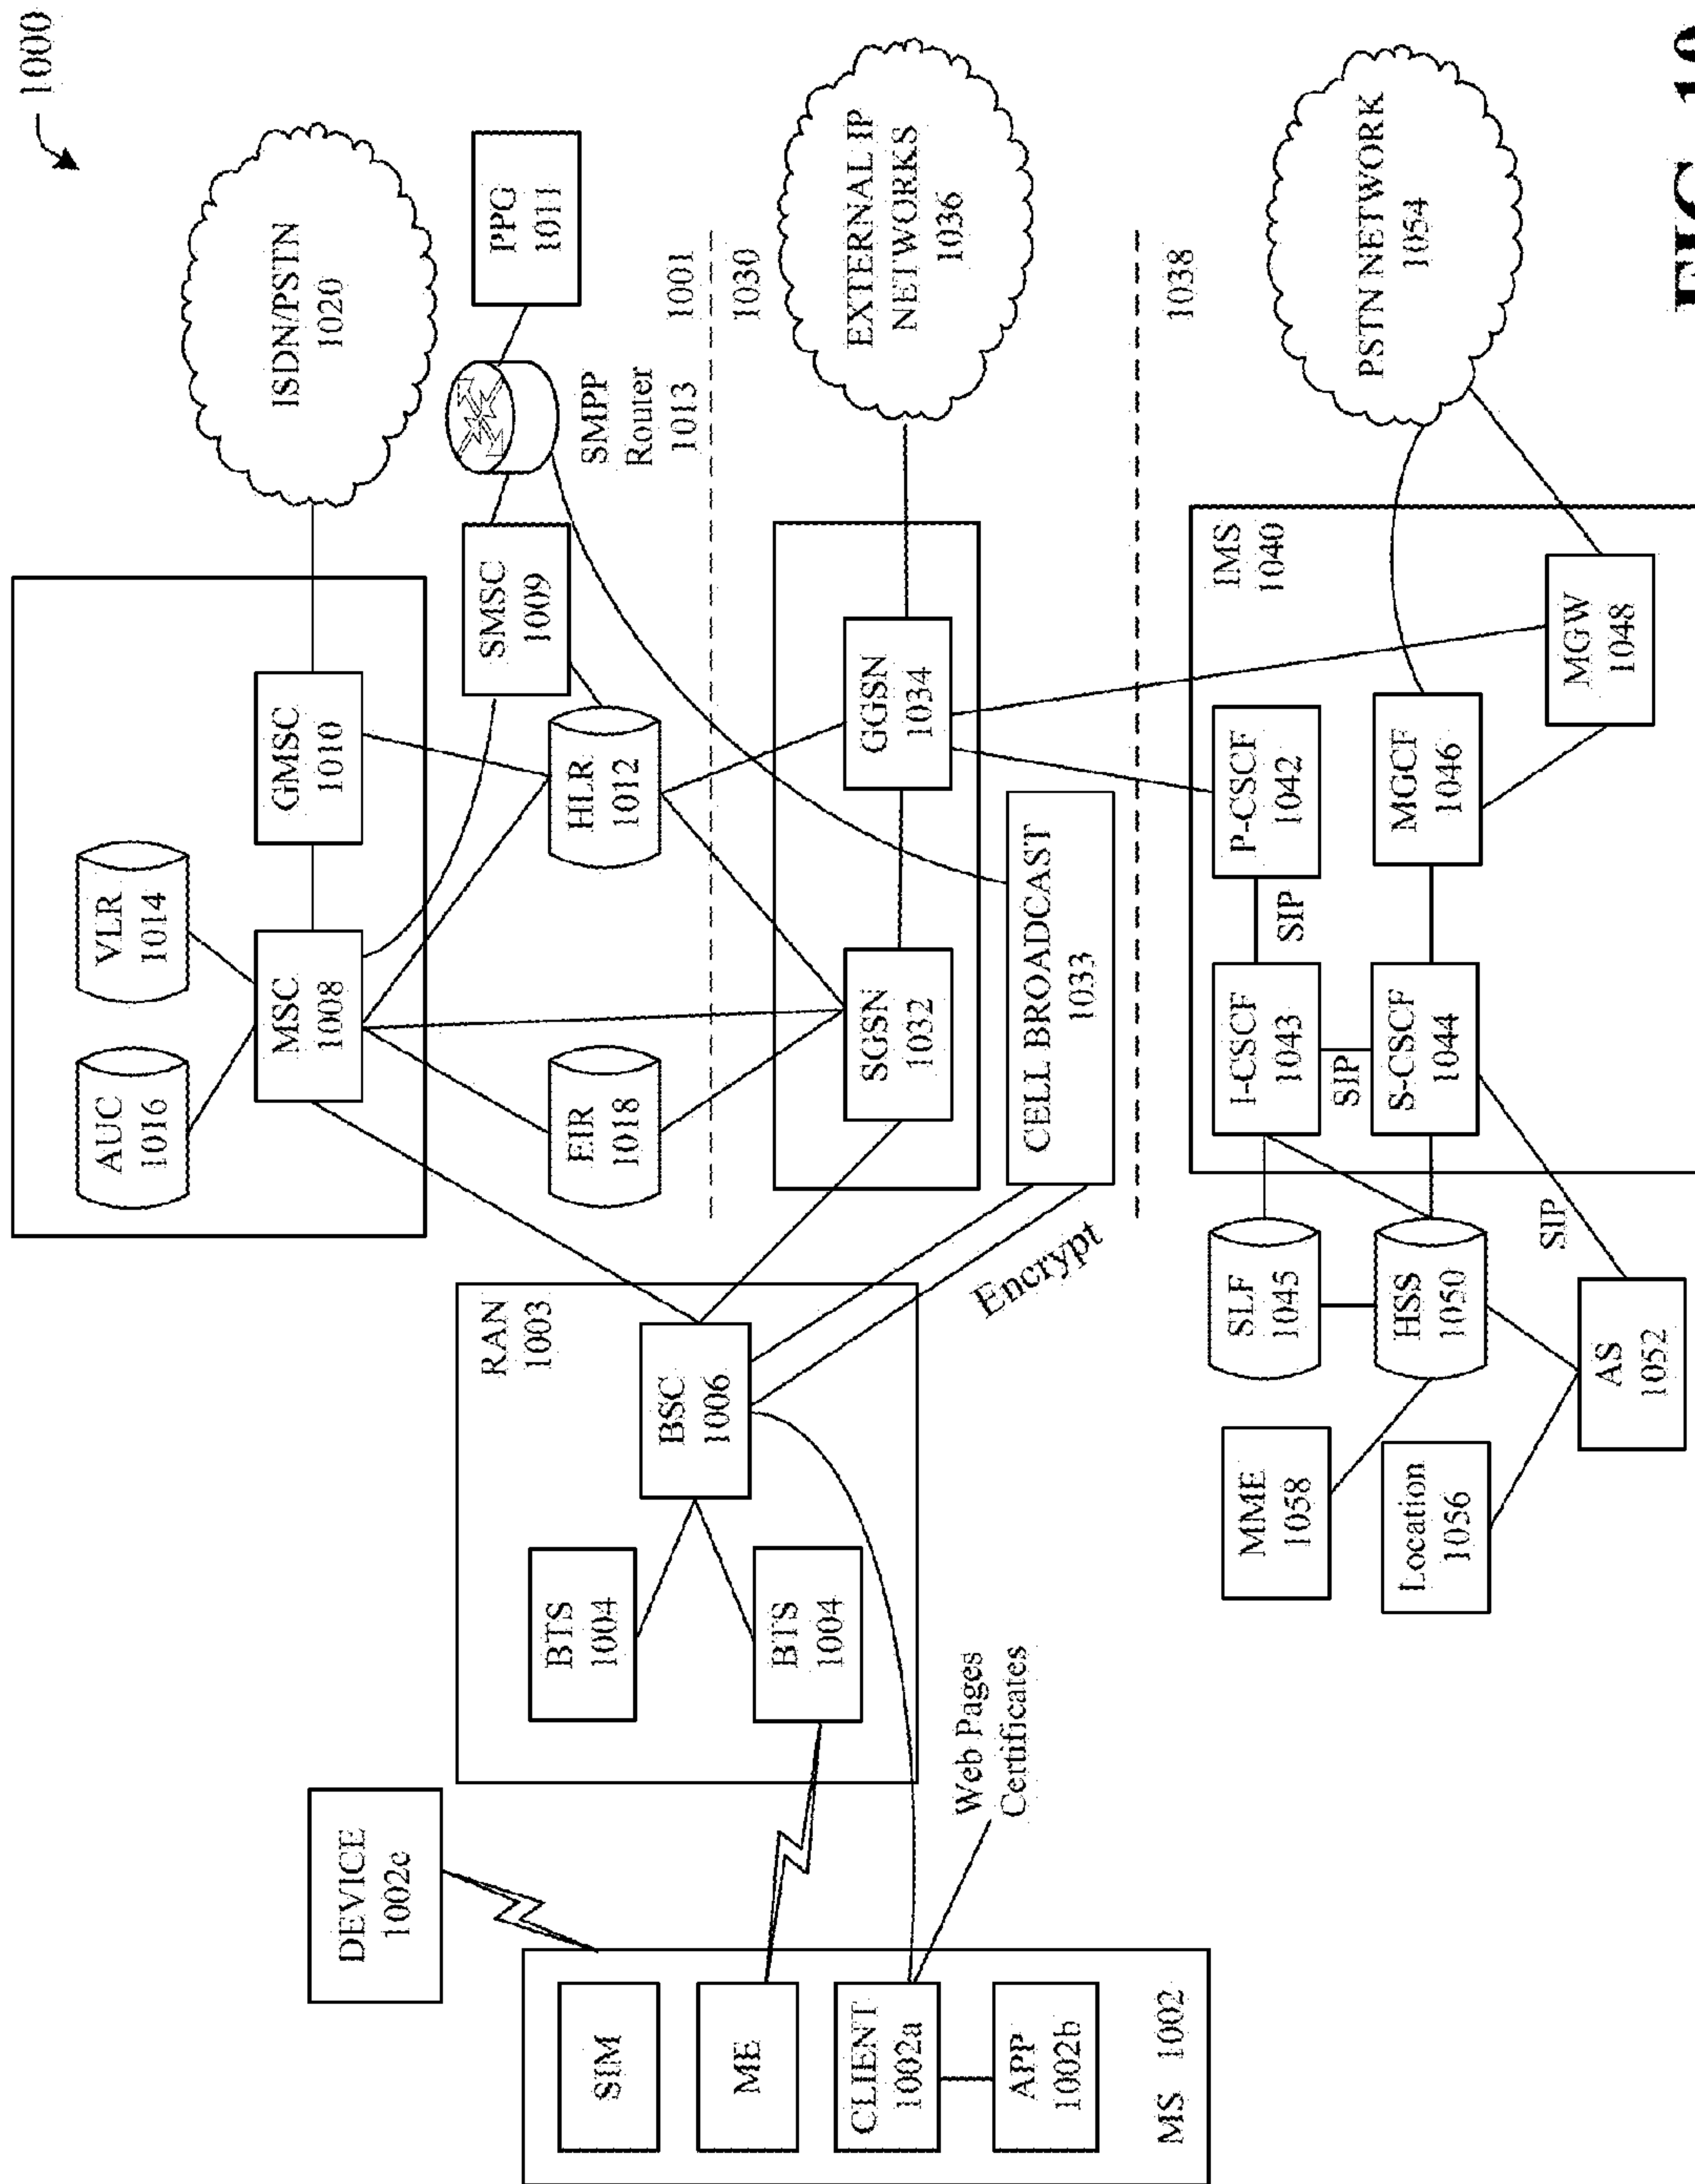 1000
ISDN/PSTN
1020
PPG
1011
SMPP
Router
1013
VLR
1014
AUC
1016
MSC
1008
GMSC
1010
SMSC
1009
HLR
1012
EIR
1018
1001
1030
DEVICE
1002c
RAN
1003
BTS
1004
BTS
1004
BSC
1006
SGSN
1032
GGSN
1034
EXTERNAL IP
NETWORKS
1036
CELL BROADCAST
1033
Encrypt
SIM
ME
CLIENT
1002a
APP
1002b
MS 1002
Web Pages
Certificates
1038
IMS
1040
P-CSCF
1042
SIP
I-CSCF
1043
SIP
S-CSCF
1044
MGCF
1046
MGW
1048
PSTN NETWORK
1054
SLF
1045
HSS
1050
SIP
MME
1058
Location
1056
AS
1052
FIG. 10